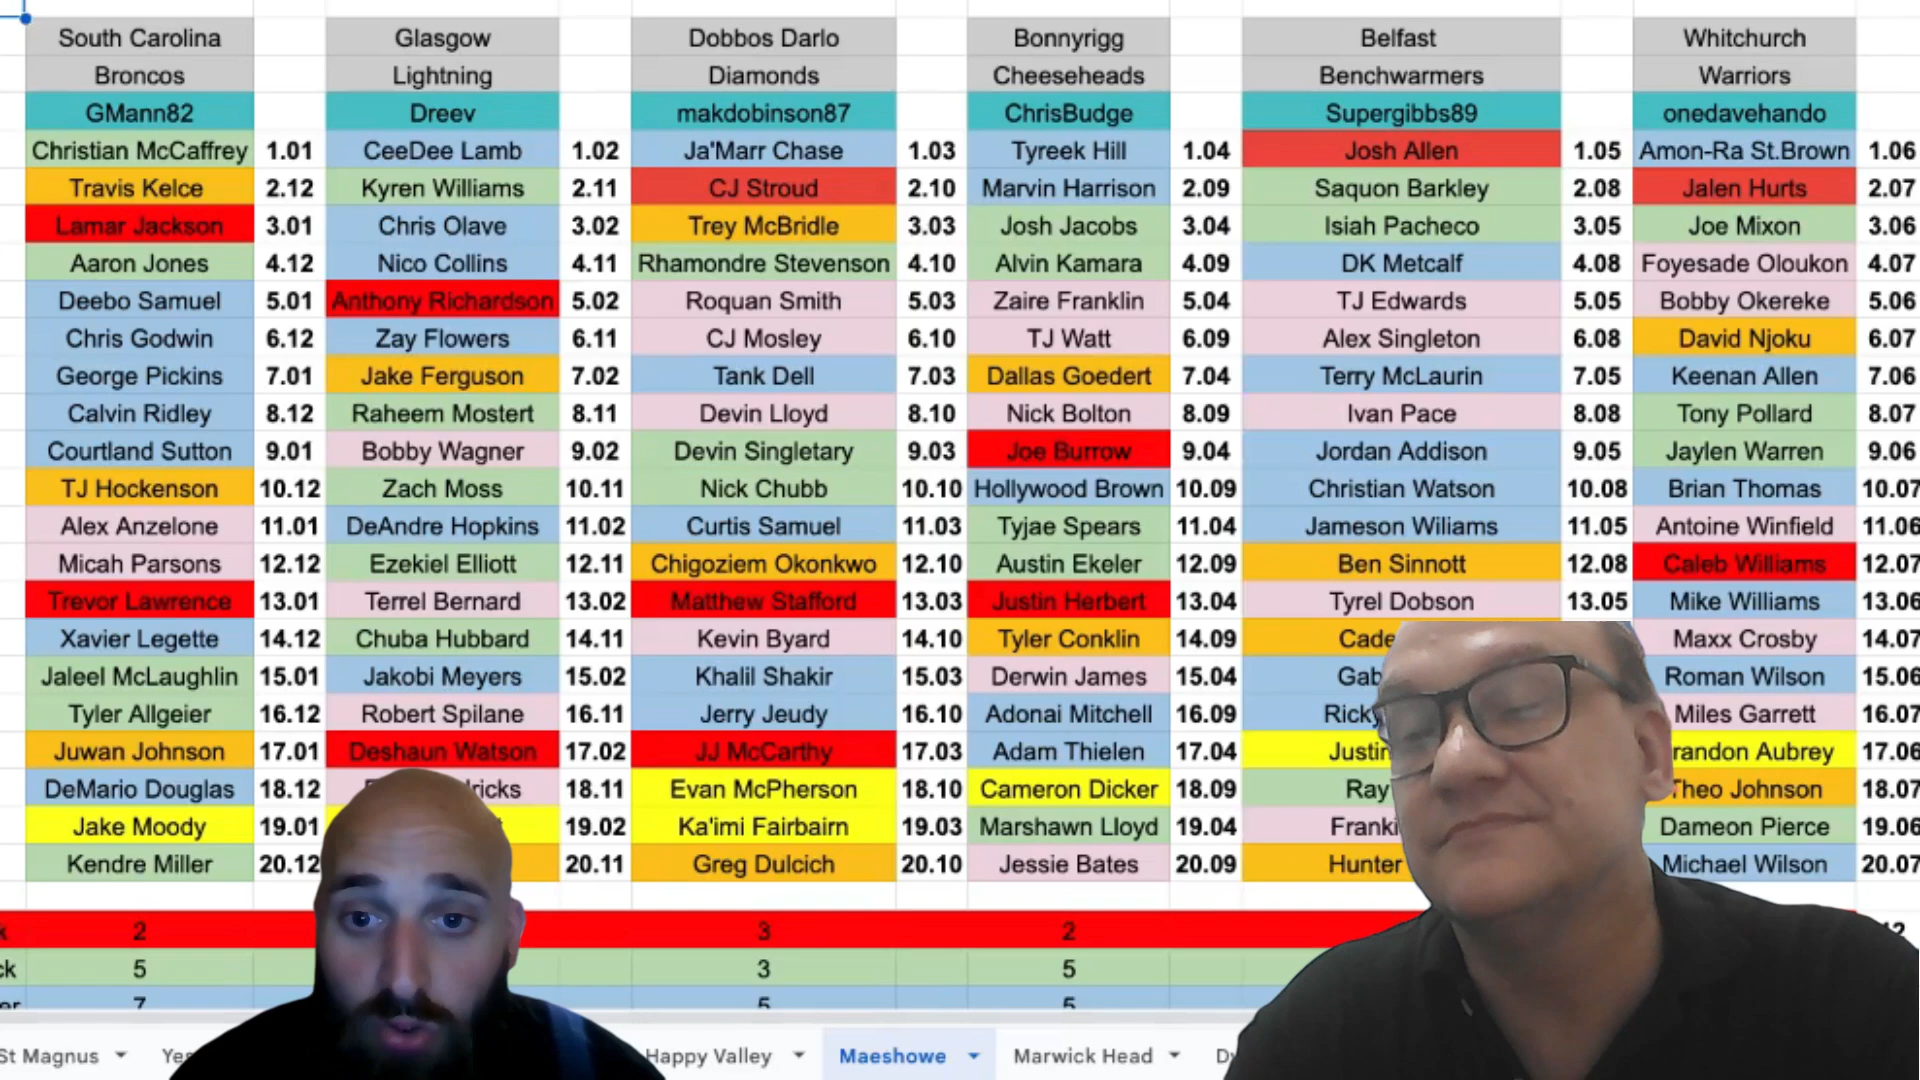 South Carolina Glasgow Dobbos Darlo Bonnyrigg Belfast Whitchurch
Broncos Lightning Diamonds Cheeseheads Benchwarmers Warriors
GMann82 Dreev makdobinson87 ChrisBudge Supergibbs89 onedavehando
Christian McCaffrey 1.01 CeeDee Lamb 1.02 Ja'Marr Chase 1.03 Tyreek Hill 1.04 Josh Allen 1.05 Amon-Ra St.Brown 1.06
Travis Kelce 2.12 Kyren Williams 2.11 CJ Stroud 2.10 Marvin Harrison 2.09 Saquon Barkley 2.08 Jalen Hurts 2.07
Lamar Jackson 3.01 Chris Olave 3.02 Trey McBridle 3.03 Josh Jacobs 3.04 Isiah Pacheco 3.05 Joe Mixon 3.06
Aaron Jones 4.12 Nico Collins 4.11 Rhamondre Stevenson 4.10 Alvin Kamara 4.09 DK Metcalf 4.08 Foyesade Oloukon 4.07
Deebo Samuel 5.01 Anthony Richardson 5.02 Roquan Smith 5.03 Zaire Franklin 5.04 TJ Edwards 5.05 Bobby Okereke 5.06
Chris Godwin 6.12 Zay Flowers 6.11 CJ Mosley 6.10 TJ Watt 6.09 Alex Singleton 6.08 David Njoku 6.07
George Pickins 7.01 Jake Ferguson 7.02 Tank Dell 7.03 Dallas Goedert 7.04 Terry McLaurin 7.05 Keenan Allen 7.06
Calvin Ridley 8.12 Raheem Mostert 8.11 Devin Lloyd 8.10 Nick Bolton 8.09 Ivan Pace 8.08 Tony Pollard 8.07
Courtland Sutton 9.01 Bobby Wagner 9.02 Devin Singletary 9.03 Joe Burrow 9.04 Jordan Addison 9.05 Jaylen Warren 9.06
TJ Hockenson 10.12 Zach Moss 10.11 Nick Chubb 10.10 Hollywood Brown 10.09 Christian Watson 10.08 Brian Thomas 10.07
Alex Anzelone 11.01 DeAndre Hopkins 11.02 Curtis Samuel 11.03 Tyjae Spears 11.04 Jameson Wiliams 11.05 Antoine Winfield 11.06
Micah Parsons 12.12 Ezekiel Elliott 12.11 Chigoziem Okonkwo 12.10 Austin Ekeler 12.09 Ben Sinnott 12.08 Caleb Williams 12.07
Trevor Lawrence 13.01 Terrel Bernard 13.02 Matthew Stafford 13.03 Justin Herbert 13.04 Tyrel Dobson 13.05 Mike Williams 13.06
Xavier Legette 14.12 Chuba Hubbard 14.11 Kevin Byard 14.10 Tyler Conklin 14.09 Cade Maxx Crosby 14.07
Jaleel McLaughlin 15.01 Jakobi Meyers 15.02 Khalil Shakir 15.03 Derwin James 15.04 Gab Roman Wilson 15.06
Tyler Allgeier 16.12 Robert Spilane 16.11 Jerry Jeudy 16.10 Adonai Mitchell 16.09 Ricky Miles Garrett 16.07
Juwan Johnson 17.01 Deshaun Watson 17.02 JJ McCarthy 17.03 Adam Thielen 17.04 Justin randon Aubrey 17.06
DeMario Douglas 18.12 ricks 18.11 Evan McPherson 18.10 Cameron Dicker 18.09 Ray Theo Johnson 18.07
Jake Moody 19.01 19.02 Ka'imi Fairbairn 19.03 Marshawn Lloyd 19.04 Franki Dameon Pierce 19.06
Kendre Miller 20.12 20.11 Greg Dulcich 20.10 Jessie Bates 20.09 Hunter Michael Wilson 20.07
k 2 3 2 12
ck 5 3 5
er 7 5 5
St Magnus Yes Happy Valley Maeshowe Marwick Head